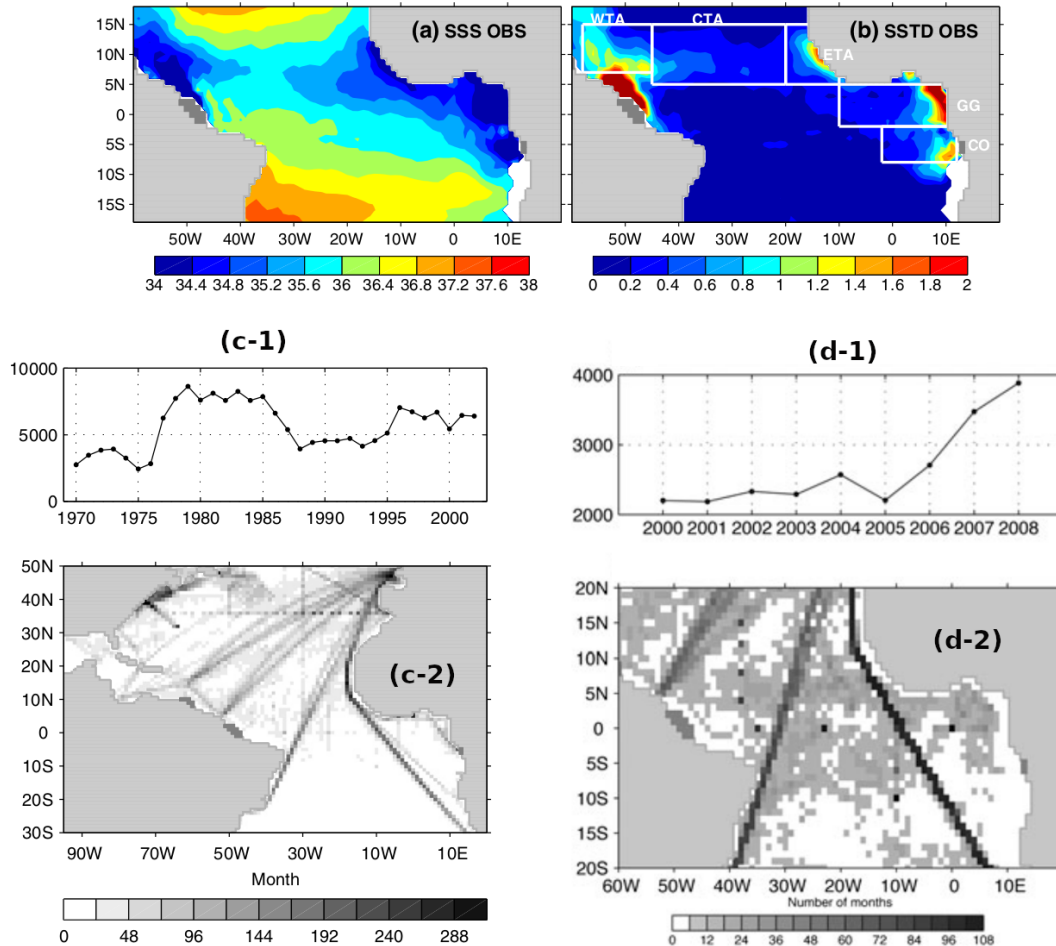 WTA CTA
(a) SSS OBS (b) SSTD OBS
ETA
GG
CO
15N
10N
5N
0
5S
10S
15S
50W 40W 30W 20W 10W 0 10E
50W 40W 30W 20W 10W 0 10E
34 34.4 34.8 35.2 35.6 36 36.4 36.8 37.2 37.6 38
0 0.2 0.4 0.6 0.8 1 1.2 1.4 1.6 1.8 2
(c-1)
10000
5000
0
1970 1975 1980 1985 1990 1995 2000
(d-1)
4000
3000
2000
2000 2001 2002 2003 2004 2005 2006 2007 2008
50N
40N
30N
20N
10N
0
10S
20S
30S
(c-2)
90W 70W 50W 30W 10W 10E
Month
0 48 96 144 192 240 288
20N
15N
10N
5N
0
5S
10S
15S
20S
(d-2)
60W 50W 40W 30W 20W 10W 0 10E
Number of months
0 12 24 36 48 60 72 84 96 108